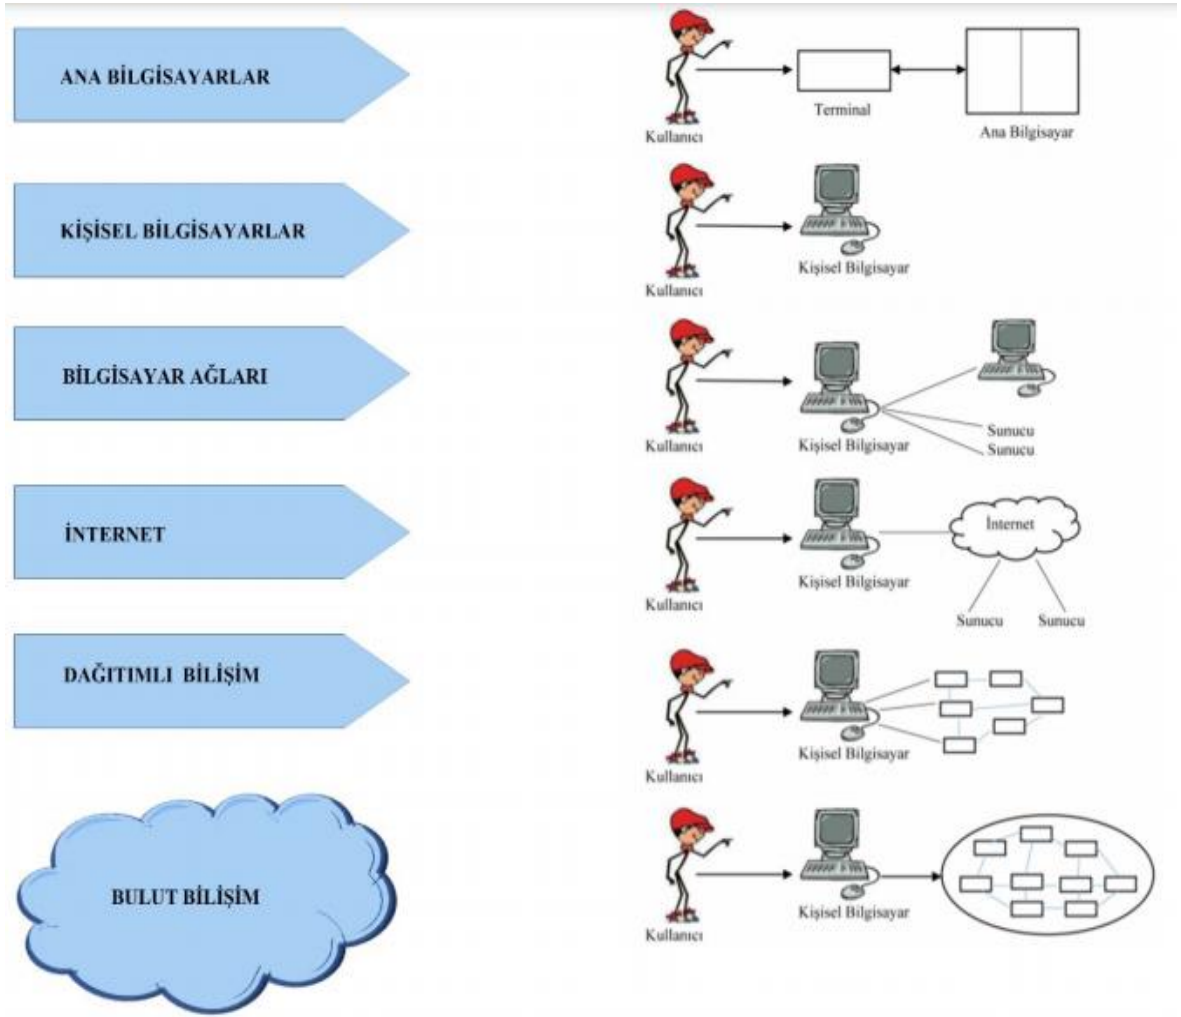 ANA BİLGİSAYARLAR
Kullanıcı
Terminal
Ana Bilgisayar
KİŞİSEL BİLGİSAYARLAR
Kullanıcı
Kişisel Bilgisayar
BİLGİSAYAR AĞLARI
Kullanıcı
Kişisel Bilgisayar
Sunucu
Sunucu
İNTERNET
Kullanıcı
Kişisel Bilgisayar
İnternet
Sunucu
Sunucu
DAĞITIMLI BİLİŞİM
Kullanıcı
Kişisel Bilgisayar
BULUT BİLİŞİM
Kullanıcı
Kişisel Bilgisayar